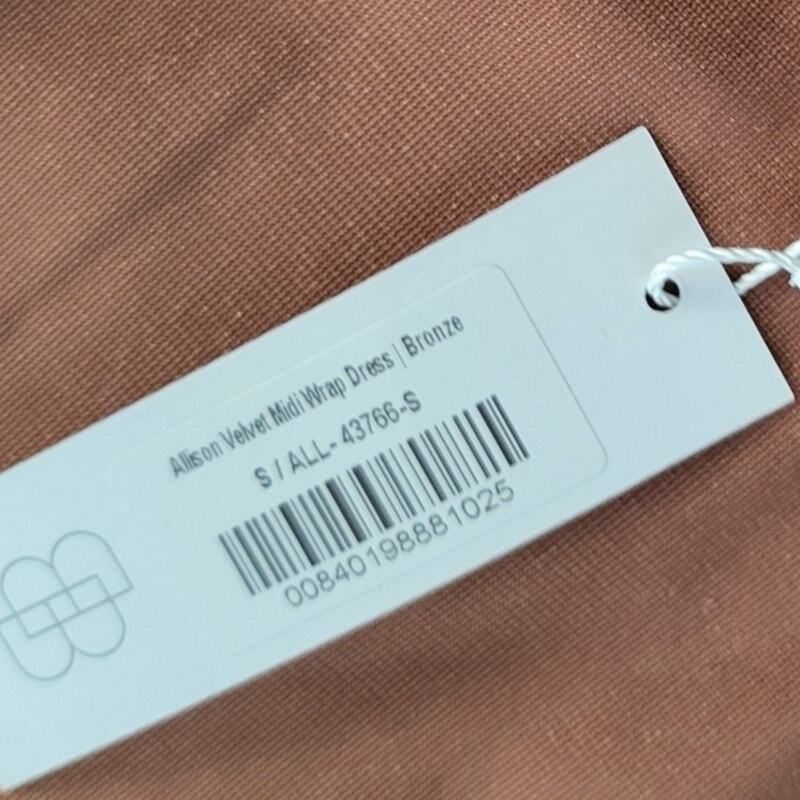 Allison Velvet Midi Wrap Dress | Bronze
S / ALL- 43766-S
00840198881025